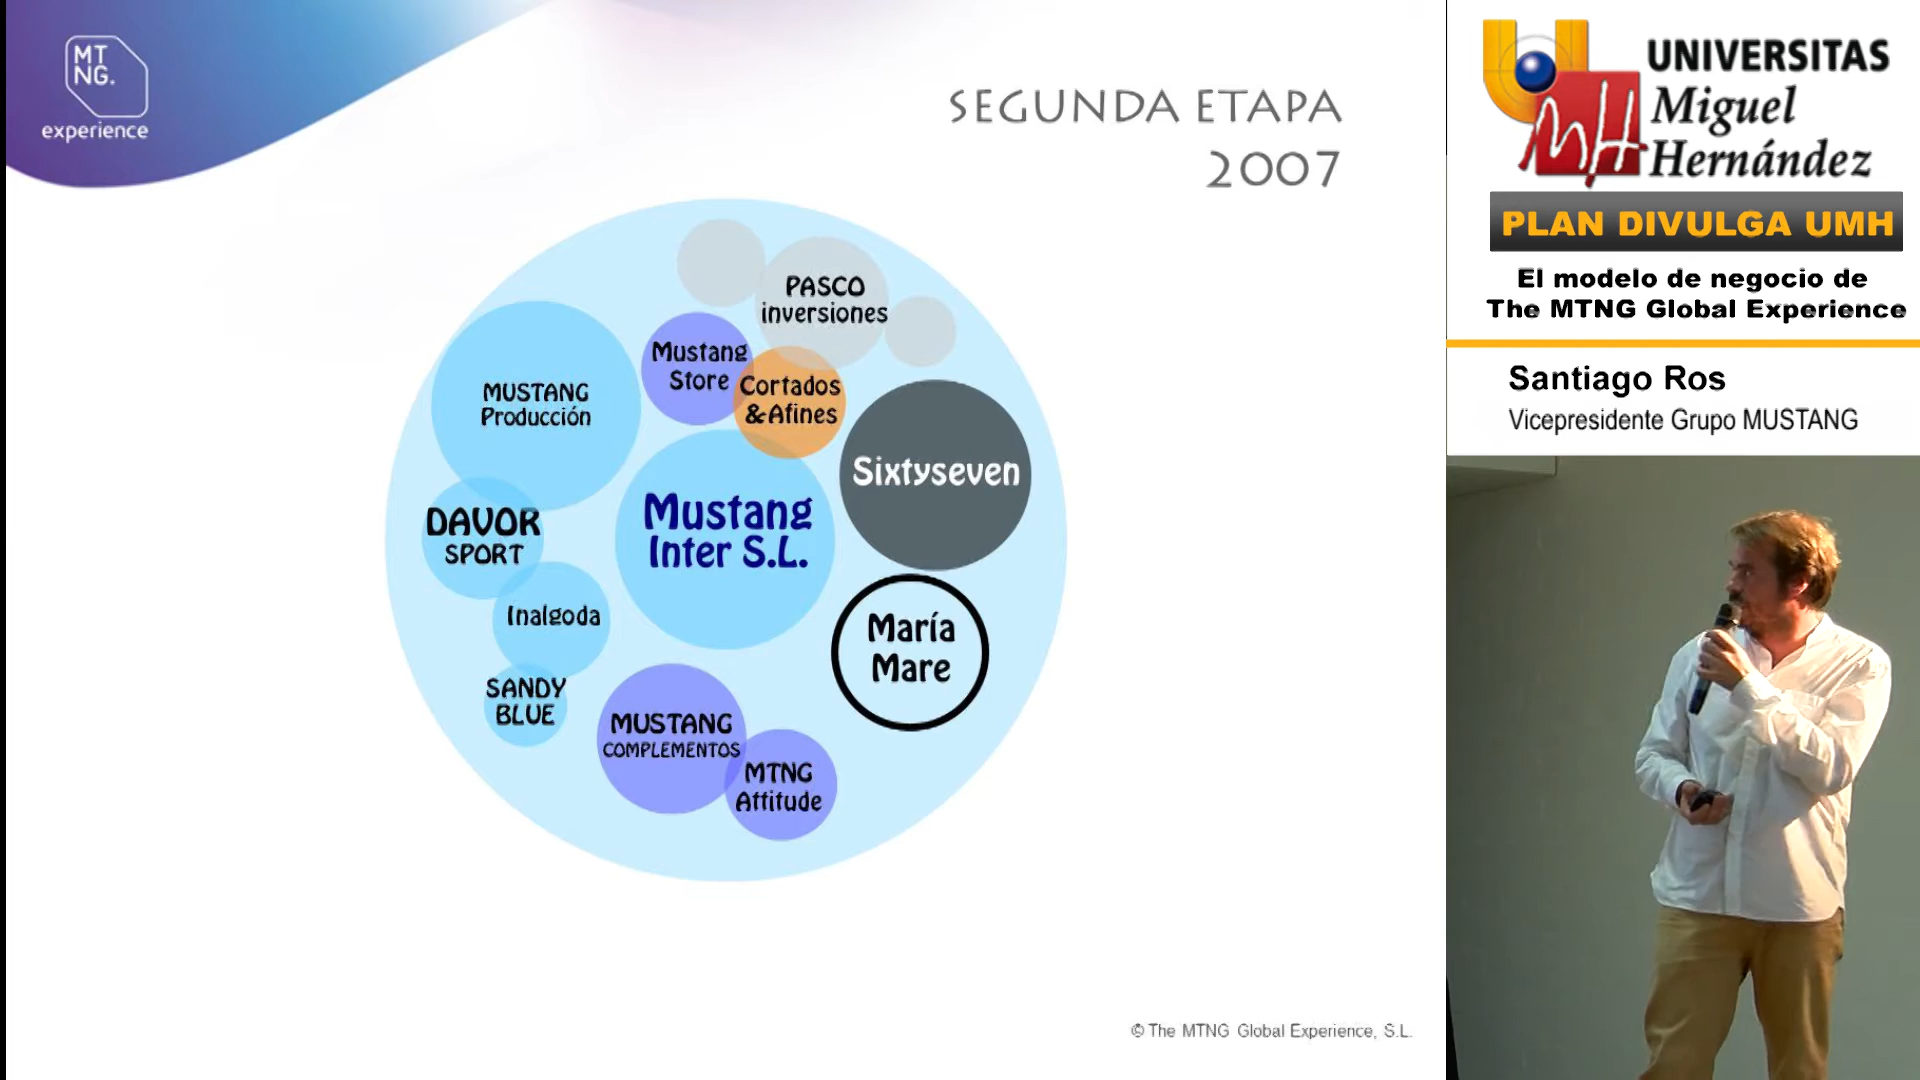 MT
NG.
experience
SEGUNDA ETAPA
2007
PASCO
inversiones
Mustang
Store
Cortados
&Afines
MUSTANG
Producción
Sixtyseven
Mustang
Inter S.L.
DAVOR
SPORT
Inalgoda
María
Mare
SANDY
BLUE
MUSTANG
COMPLEMENTOS
MTNG
Attitude
© The MTNG Global Experience, S.L.
UNIVERSITAS
Miguel
Hernández
MH
PLAN DIVULGA UMH
El modelo de negocio de
The MTNG Global Experience
Santiago Ros
Vicepresidente Grupo MUSTANG